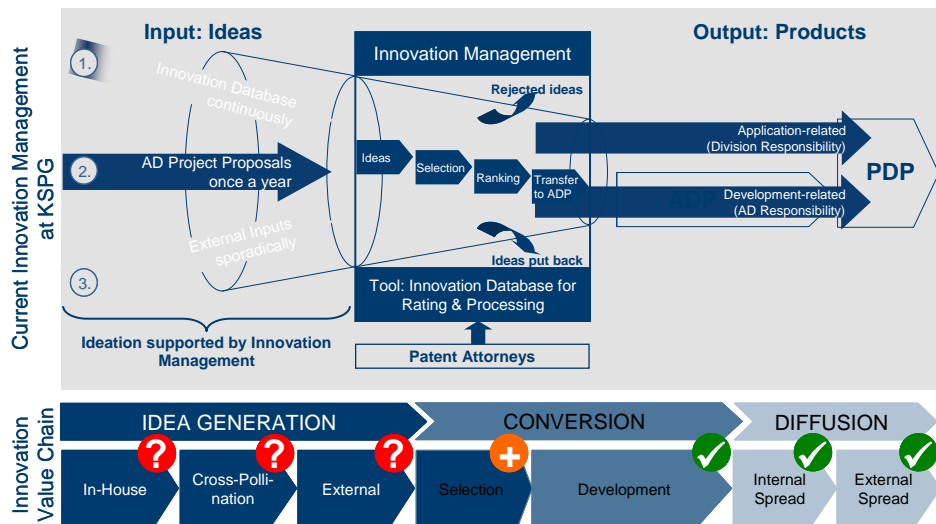 Current Innovation Management
at KSPG
Input: Ideas
Output: Products
1.
Innovation Database
continuously
2.
AD Project Proposals
once a year
External Inputs
sporadically
3.
Ideation supported by Innovation
Management
Innovation Management
Rejected ideas
Ideas
Selection
Ranking
Transfer
to ADP
Ideas put back
Tool: Innovation Database for
Rating & Processing
Patent Attorneys
Application-related
(Division Responsibility)
ADP
Development-related
(AD Responsibility)
PDP
Innovation
Value Chain
IDEA GENERATION
CONVERSION
DIFFUSION
?
?
?
+
In-House
Cross-Polli-
nation
External
Selection
Development
Internal
Spread
External
Spread